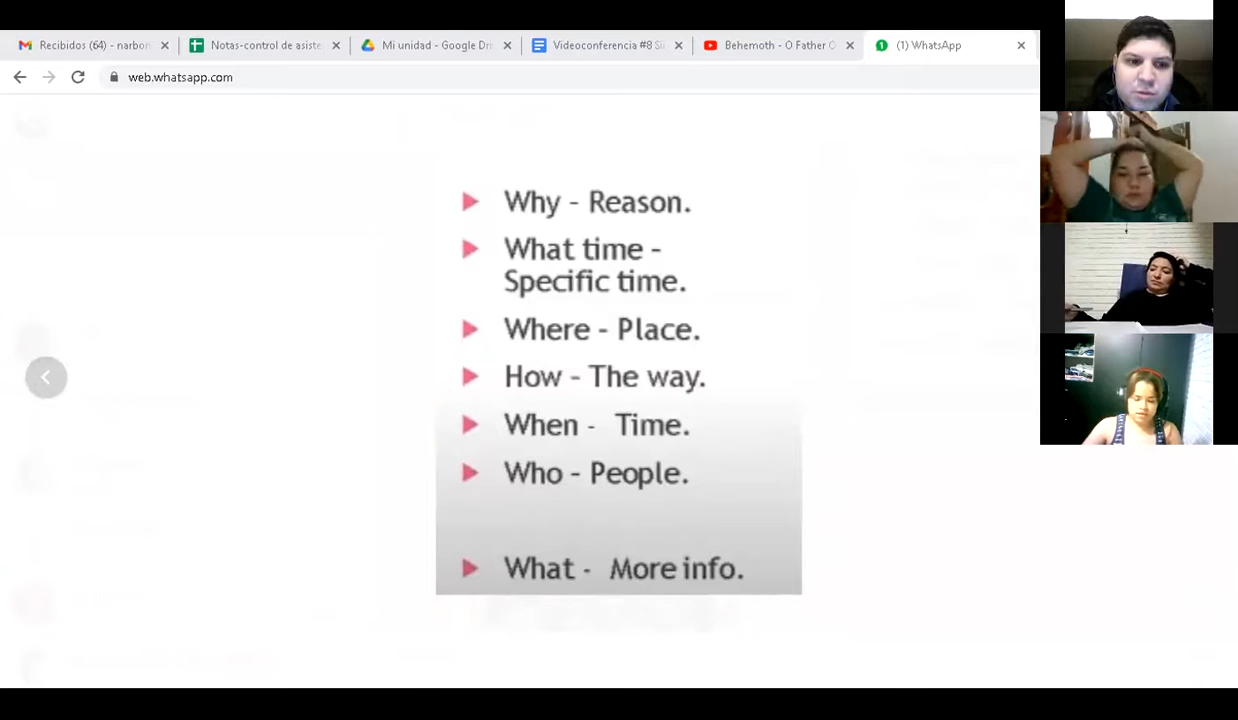 Recibidos (64) - narbon
Notas-control de asiste
Mi unidad - Google Dri
Videoconferencia #8 Si
Behemoth - O Father O
(1) WhatsApp
web.whatsapp.com
Why - Reason.
What time -
Specific time.
Where - Place.
How - The way.
When - Time.
Who - People.
What - More info.